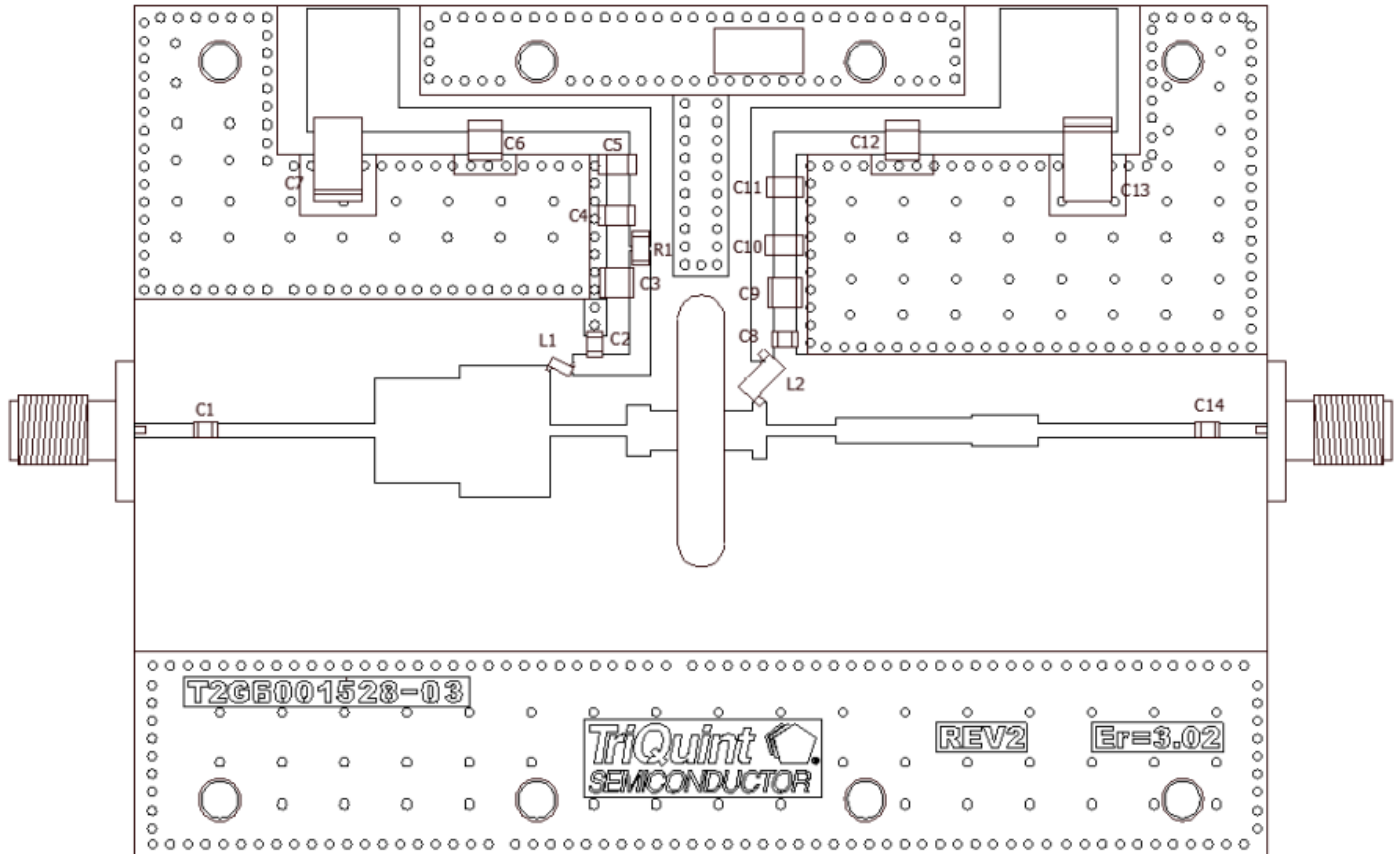 C6
C5
C12
C7
C11
C13
C4
R1
C10
C3
C9
L1
C2
C8
L2
C1
C14
T2G6001528-03
TriQuint
SEMICONDUCTOR
REV2
Er=3.02